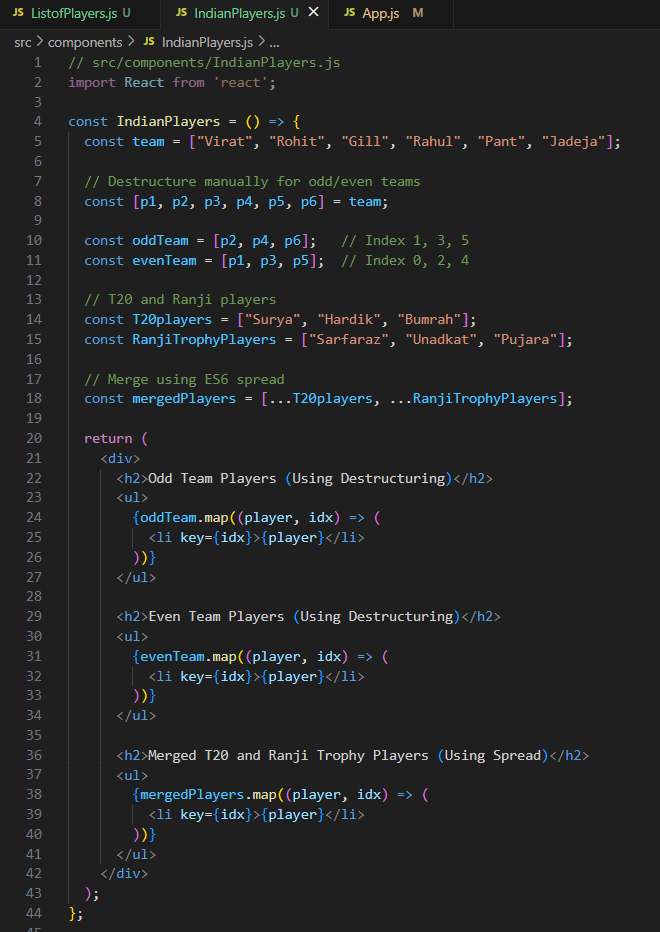 JS ListofPlayers.js U JS IndianPlayers.js U × JS App.js M
src > components > JS IndianPlayers.js > ...
1 // src/components/IndianPlayers.js
2 import React from 'react';
3
4 const IndianPlayers = () => {
5   const team = ["Virat", "Rohit", "Gill", "Rahul", "Pant", "Jadeja"];
6
7   // Destructure manually for odd/even teams
8   const [p1, p2, p3, p4, p5, p6] = team;
9
10   const oddTeam = [p2, p4, p6];   // Index 1, 3, 5
11   const evenTeam = [p1, p3, p5];  // Index 0, 2, 4
12
13   // T20 and Ranji players
14   const T20players = ["Surya", "Hardik", "Bumrah"];
15   const RanjiTrophyPlayers = ["Sarfaraz", "Unadkat", "Pujara"];
16
17   // Merge using ES6 spread
18   const mergedPlayers = [...T20players, ...RanjiTrophyPlayers];
19
20   return (
21     <div>
22       <h2>Odd Team Players (Using Destructuring)</h2>
23       <ul>
24         {oddTeam.map((player, idx) => (
25           <li key={idx}>{player}</li>
26         ))}
27       </ul>
28
29       <h2>Even Team Players (Using Destructuring)</h2>
30       <ul>
31         {evenTeam.map((player, idx) => (
32           <li key={idx}>{player}</li>
33         ))}
34       </ul>
35
36       <h2>Merged T20 and Ranji Trophy Players (Using Spread)</h2>
37       <ul>
38         {mergedPlayers.map((player, idx) => (
39           <li key={idx}>{player}</li>
40         ))}
41       </ul>
42     </div>
43   );
44 };